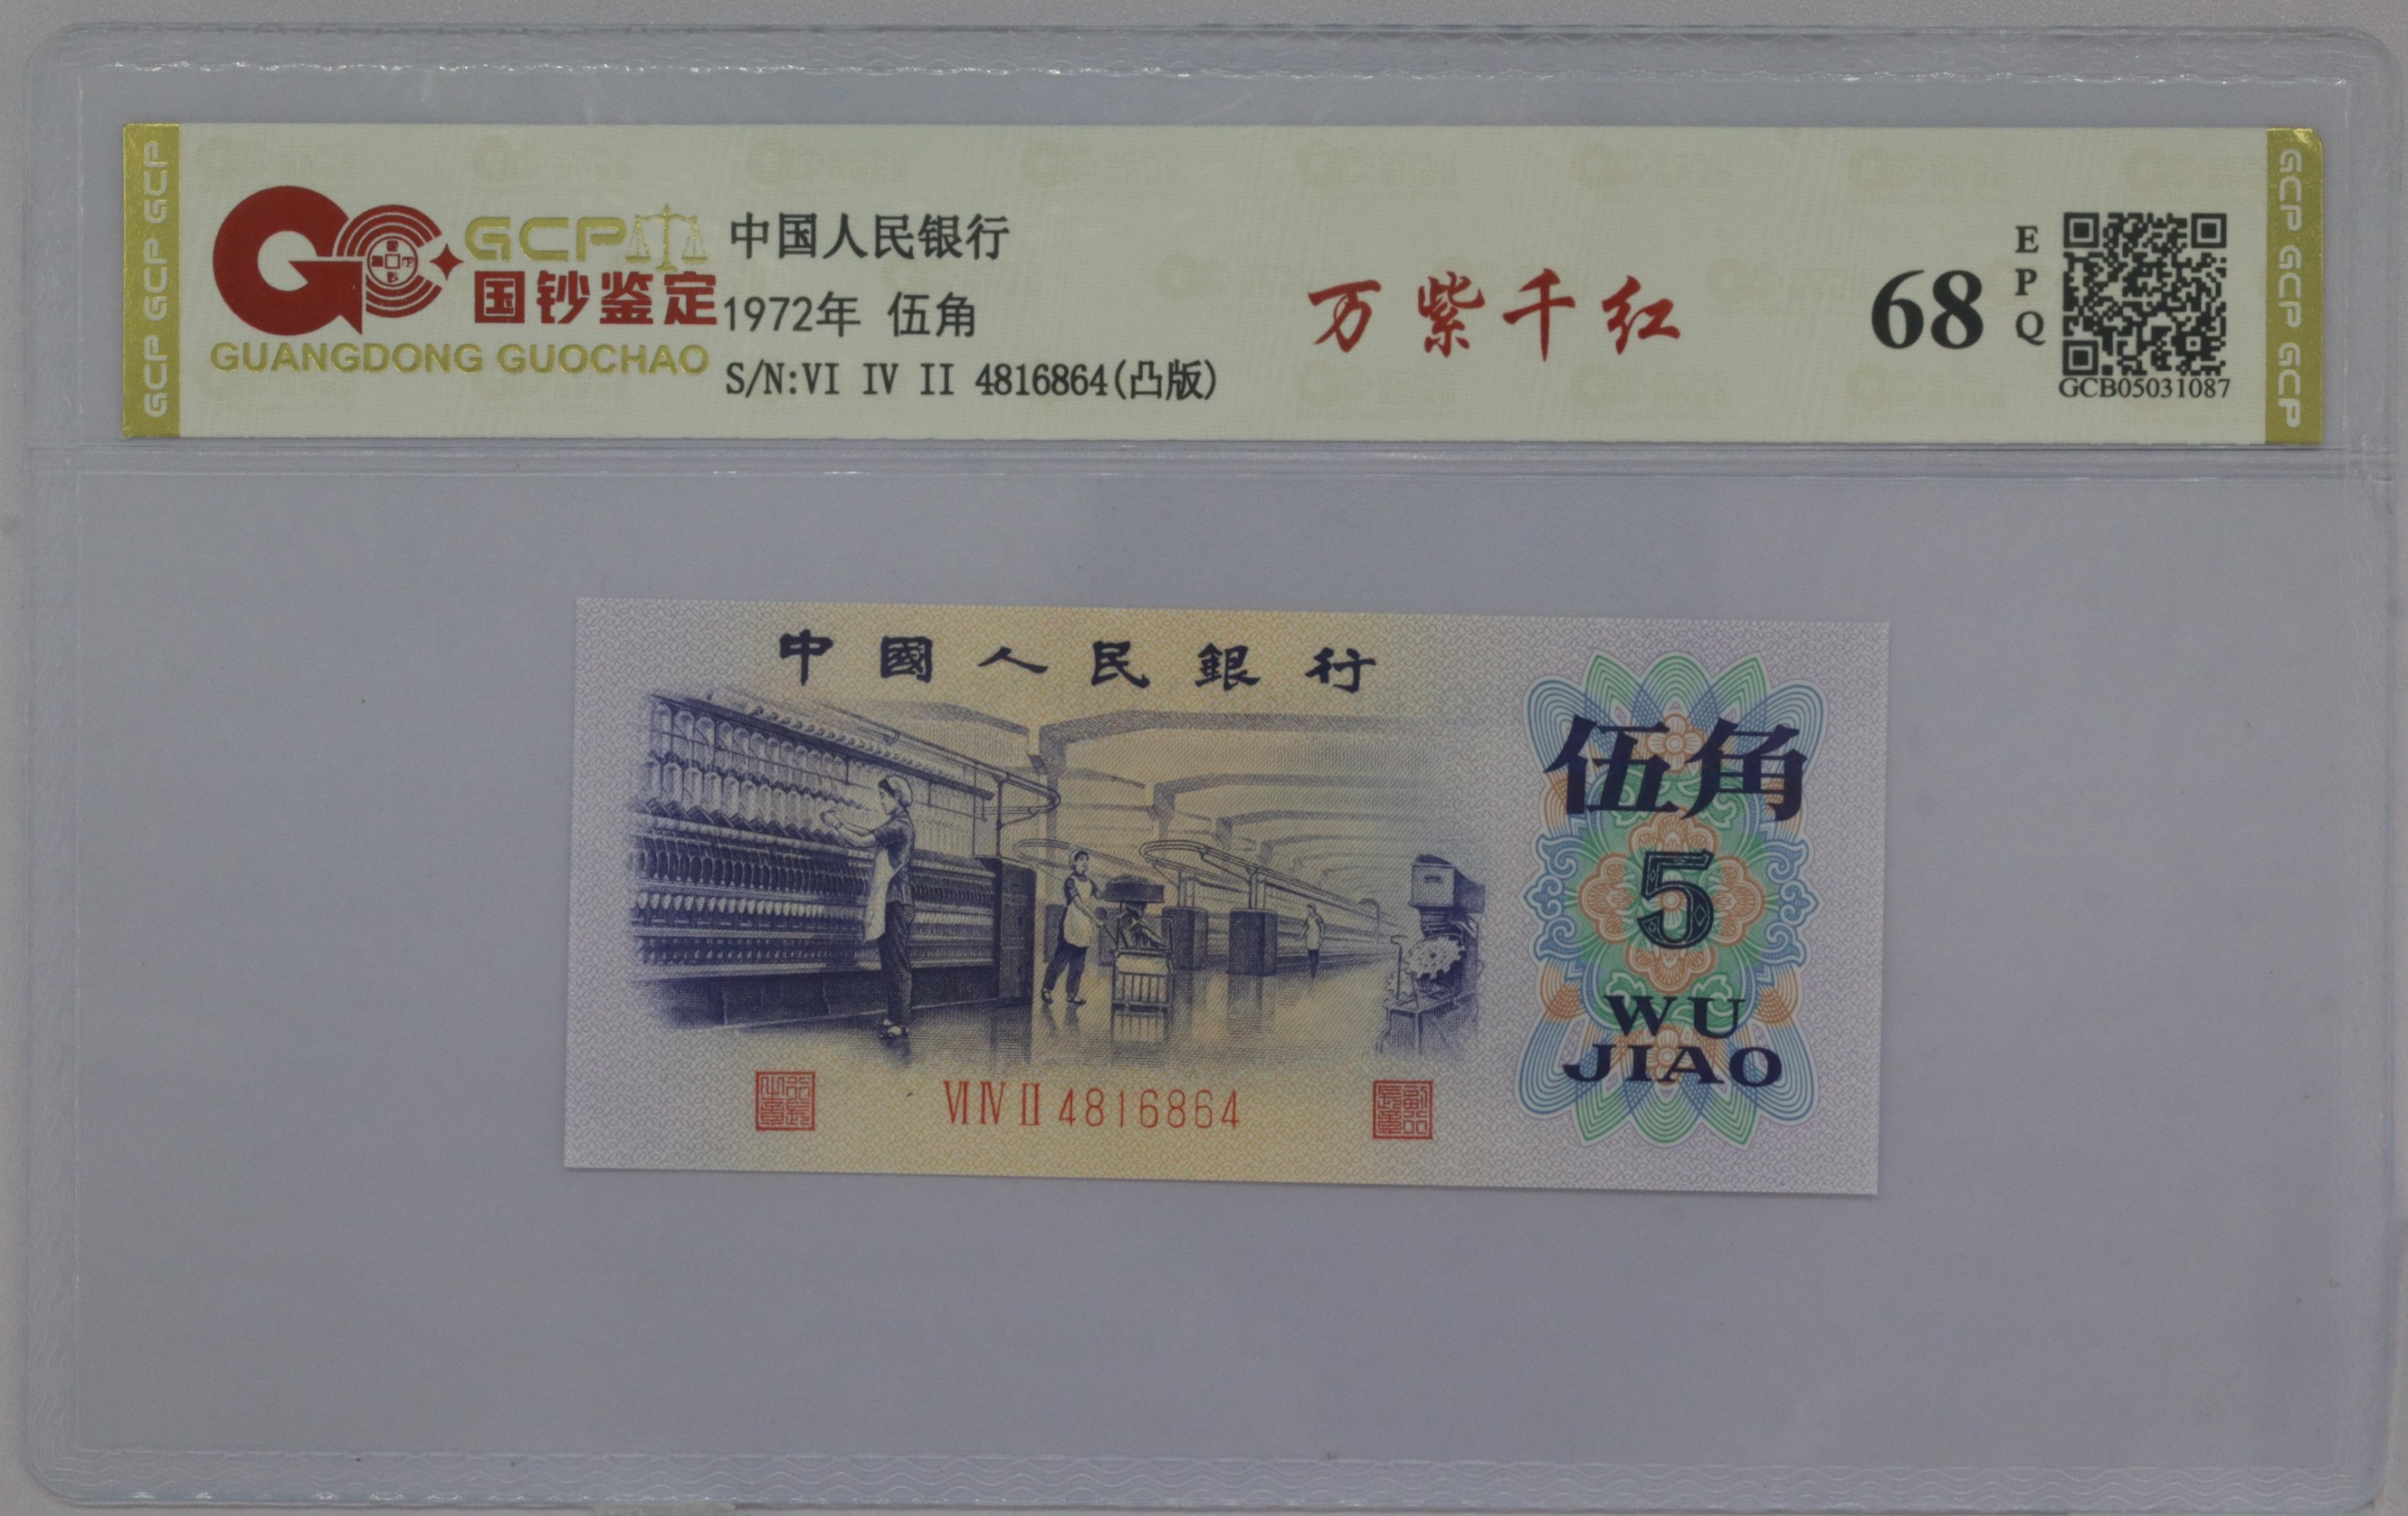 GCP GCP GCP
GCP
国钞鉴定
GUANGDONG GUOCHAO
中国人民银行
1972年 伍角
S/N:VI IV II 4816864(凸版)
万紫千红
68
EPQ
GCB05031087
GCP GCP GCP
中國人民銀行
伍角
5
WU
JIAO
VI IV II 4816864